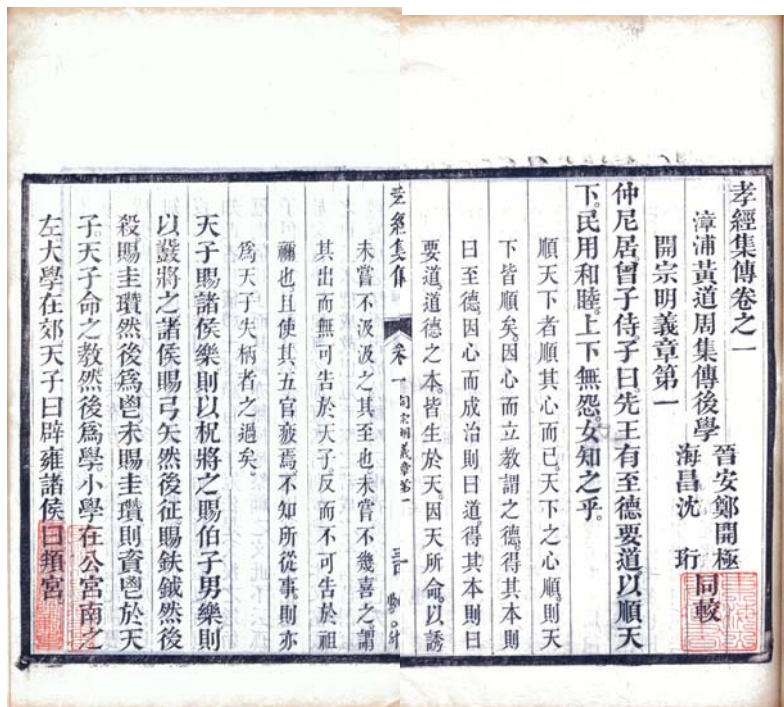 孝經集傳卷之一
漳浦黃道周集傳後學
晉安鄭開極
海昌沈珩
同較
開宗明義章第一
仲尼居。曾子侍。子曰。先王有至德要道。以順天
下。民用和睦。上下無怨。女知之乎。
順天下者順其心而已。天下之心順。則天
下皆順矣。因心而立教謂之德。得其本則
曰至德。因心而成治則曰道。得其本則曰
要道。道德之本。皆生於天。因天所命。以誘
孝經集傳
卷一
開宗明義章第一
未嘗不汲汲之其至也。未嘗不幾喜之。謂
其出而無可告於天子。反而不可告於祖
禰也。且使其五官疲焉。不知所從事。則亦
為天子失柄者之過矣。
天子賜諸侯樂則以柷將之賜伯子男樂則
以鼗將之諸侯賜弓矢然後征賜鈇鉞然後
殺賜圭瓚然後為鬯未賜圭瓚則資鬯於天
子。天子命之教然後為學。小學在公宮南之
左大學在郊天子曰辟雍諸侯曰頖宮